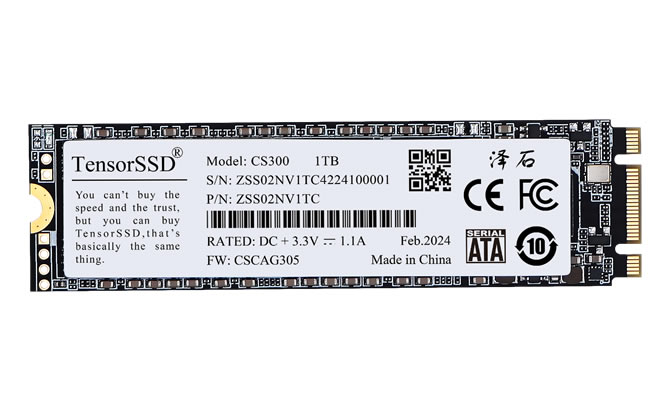 TensorSSD®
You can't buy the
speed and the trust,
but you can buy
TensorSSD,that's
basically the same
thing.
Model: CS300 1TB
S/N: ZSS02NV1TC4224100001
P/N: ZSS02NV1TC
RATED: DC + 3.3V ⎓ 1.1A Feb.2024
FW: CSCAG305 Made in China
泽石
CE FC
SERIAL
ATA
10